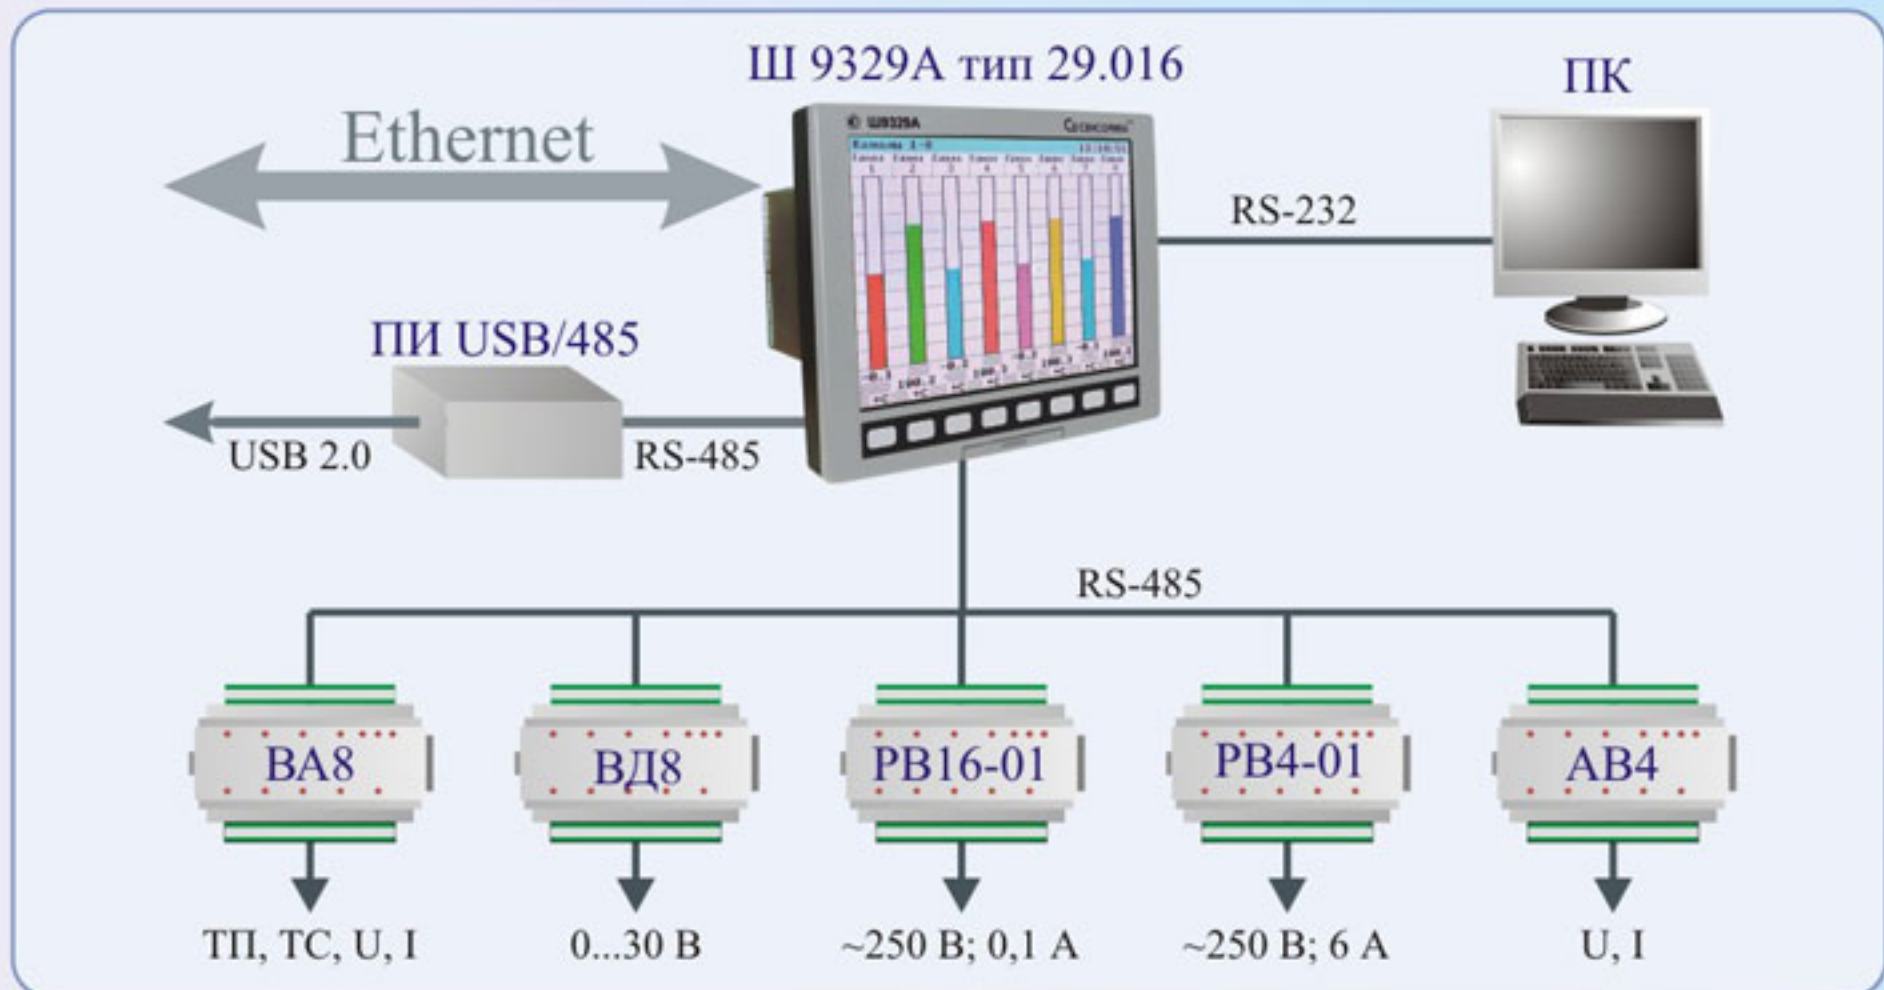 Ш 9329А тип 29.016
ПК
Ethernet
Ш9329А
RS-232
ПИ USB/485
USB 2.0
RS-485
RS-485
ВА8
ВД8
РВ16-01
РВ4-01
АВ4
ТП, ТС, U, I
0...30 В
~250 В; 0,1 А
~250 В; 6 А
U, I